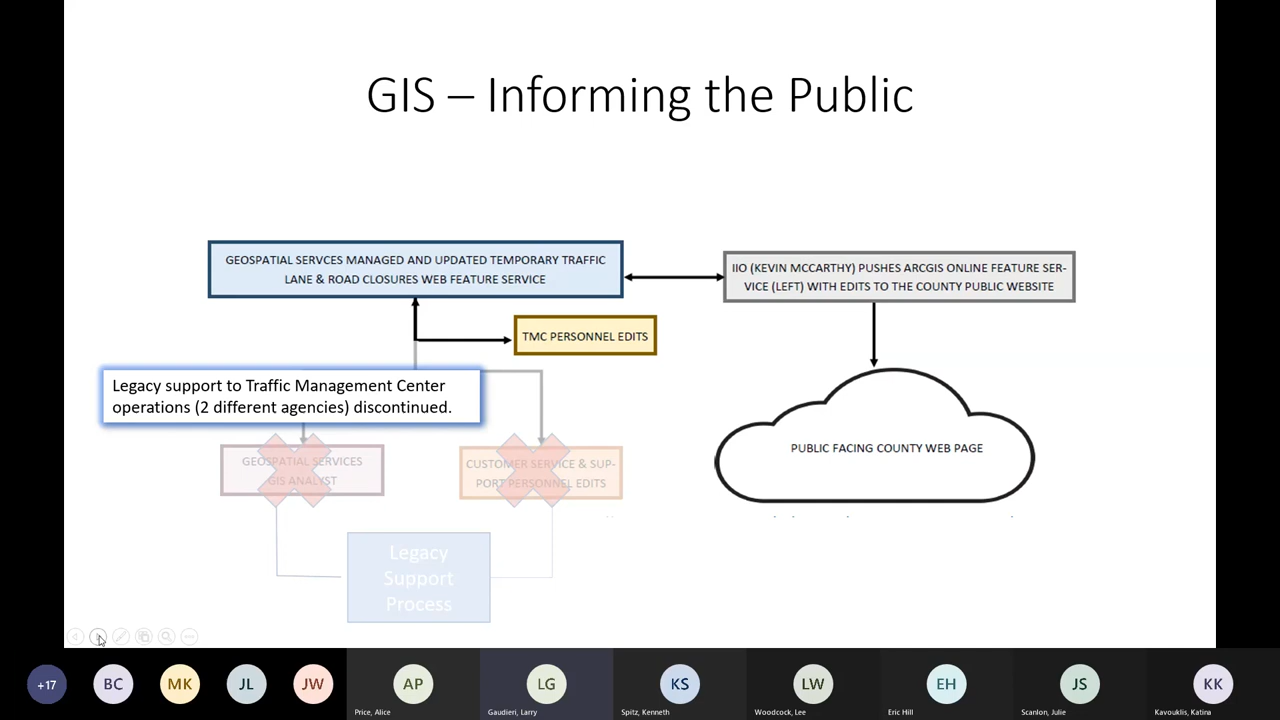 GIS – Informing the Public
GEOSPATIAL SERVCES MANAGED AND UPDATED TEMPORARY TRAFFIC
LANE & ROAD CLOSURES WEB FEATURE SERVICE
IIO (KEVIN MCCARTHY) PUSHES ARCGIS ONLINE FEATURE SER-
VICE (LEFT) WITH EDITS TO THE COUNTY PUBLIC WEBSITE
TMC PERSONNEL EDITS
Legacy support to Traffic Management Center
operations (2 different agencies) discontinued.
GEOSPATIAL SERVICES
GIS ANALYST
CUSTOMER SERVICE & SUP-
PORT PERSONNEL EDITS
PUBLIC FACING COUNTY WEB PAGE
Legacy
Support
Process
+17
BC
MK
JL
JW
AP
LG
KS
LW
EH
JS
KK
Price, Alice
Gaudieri, Larry
Spitz, Kenneth
Woodcock, Lee
Eric Hill
Scanlon, Julie
Kavouklis, Katina